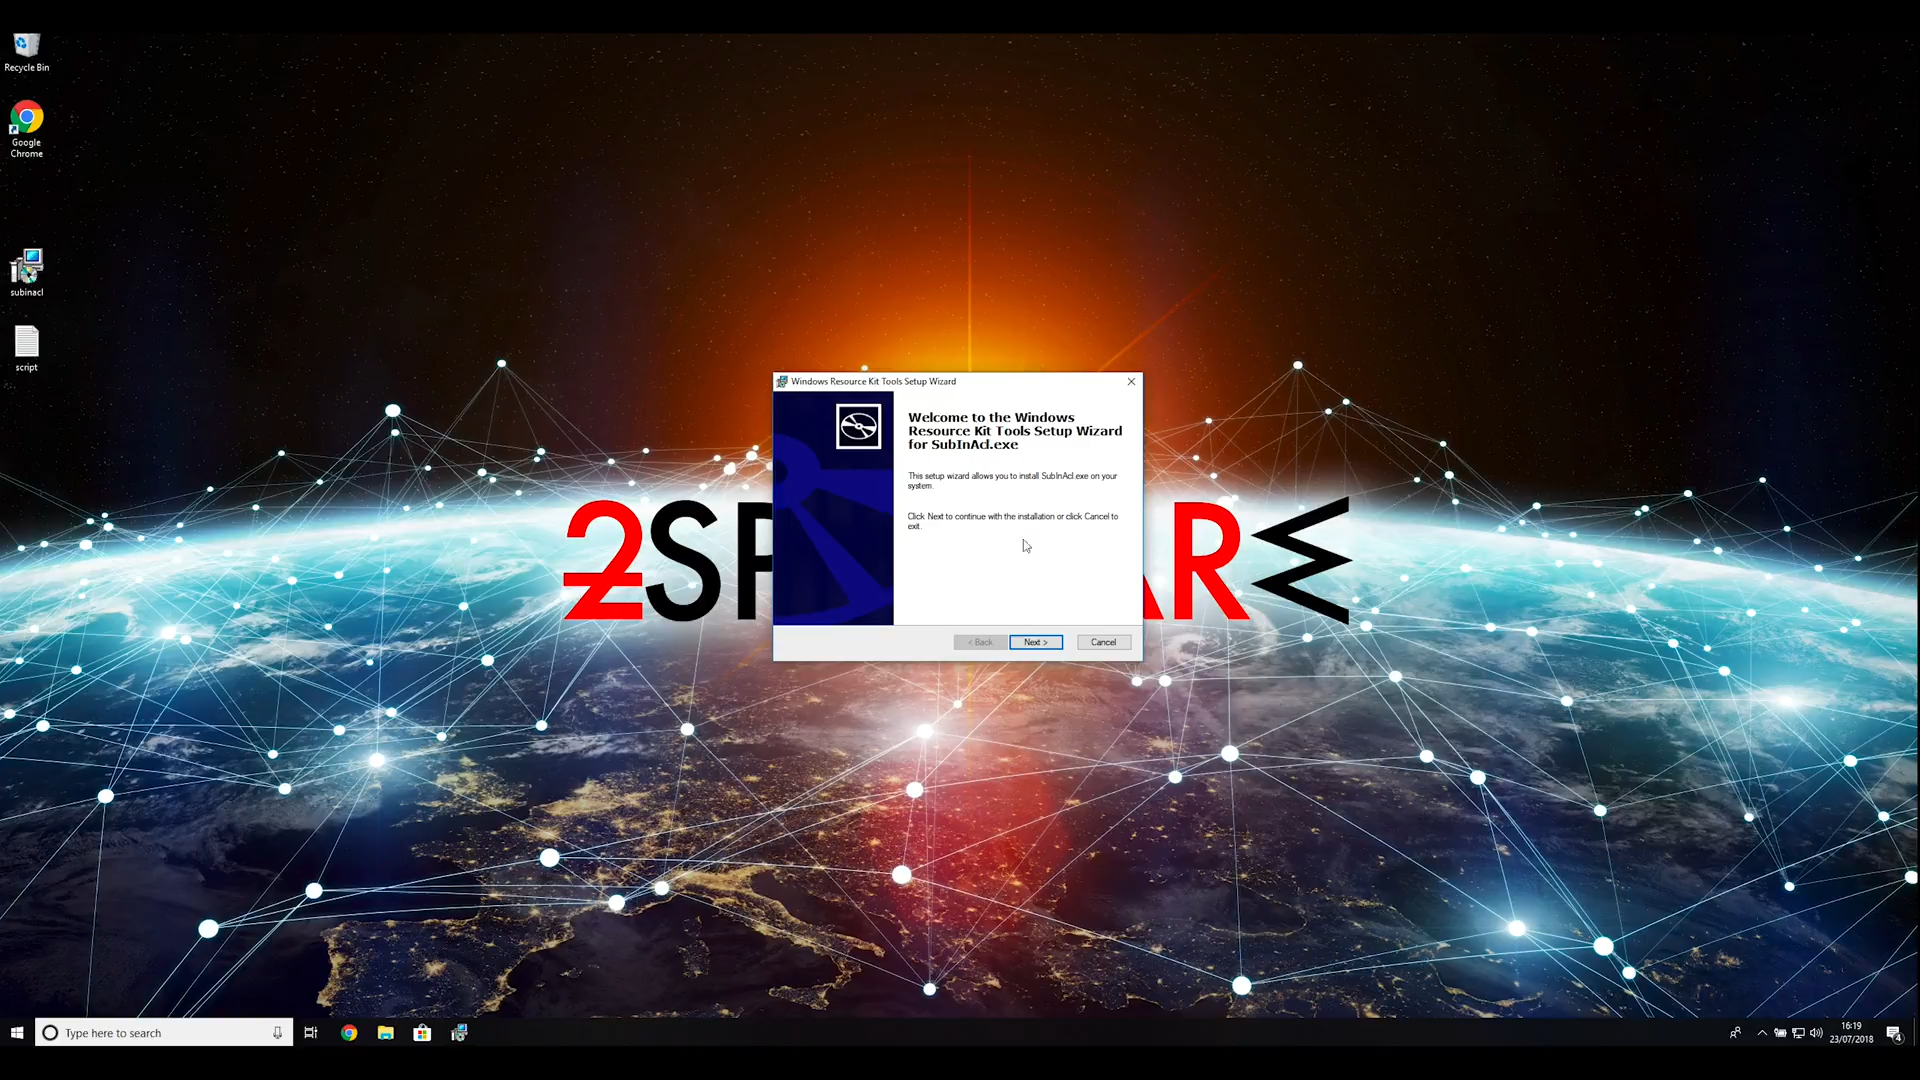 Recycle Bin
Google
Chrome
subinacl
script
Windows Resource Kit Tools Setup Wizard
Welcome to the Windows
Resource Kit Tools Setup Wizard
for SubInAcl.exe
This setup wizard allows you to install SubInAcl.exe on your
system.
Click Next to continue with the installation or click Cancel to
exit.
< Back
Next >
Cancel
2SP
R
Type here to search
16:19
23/07/2018
4